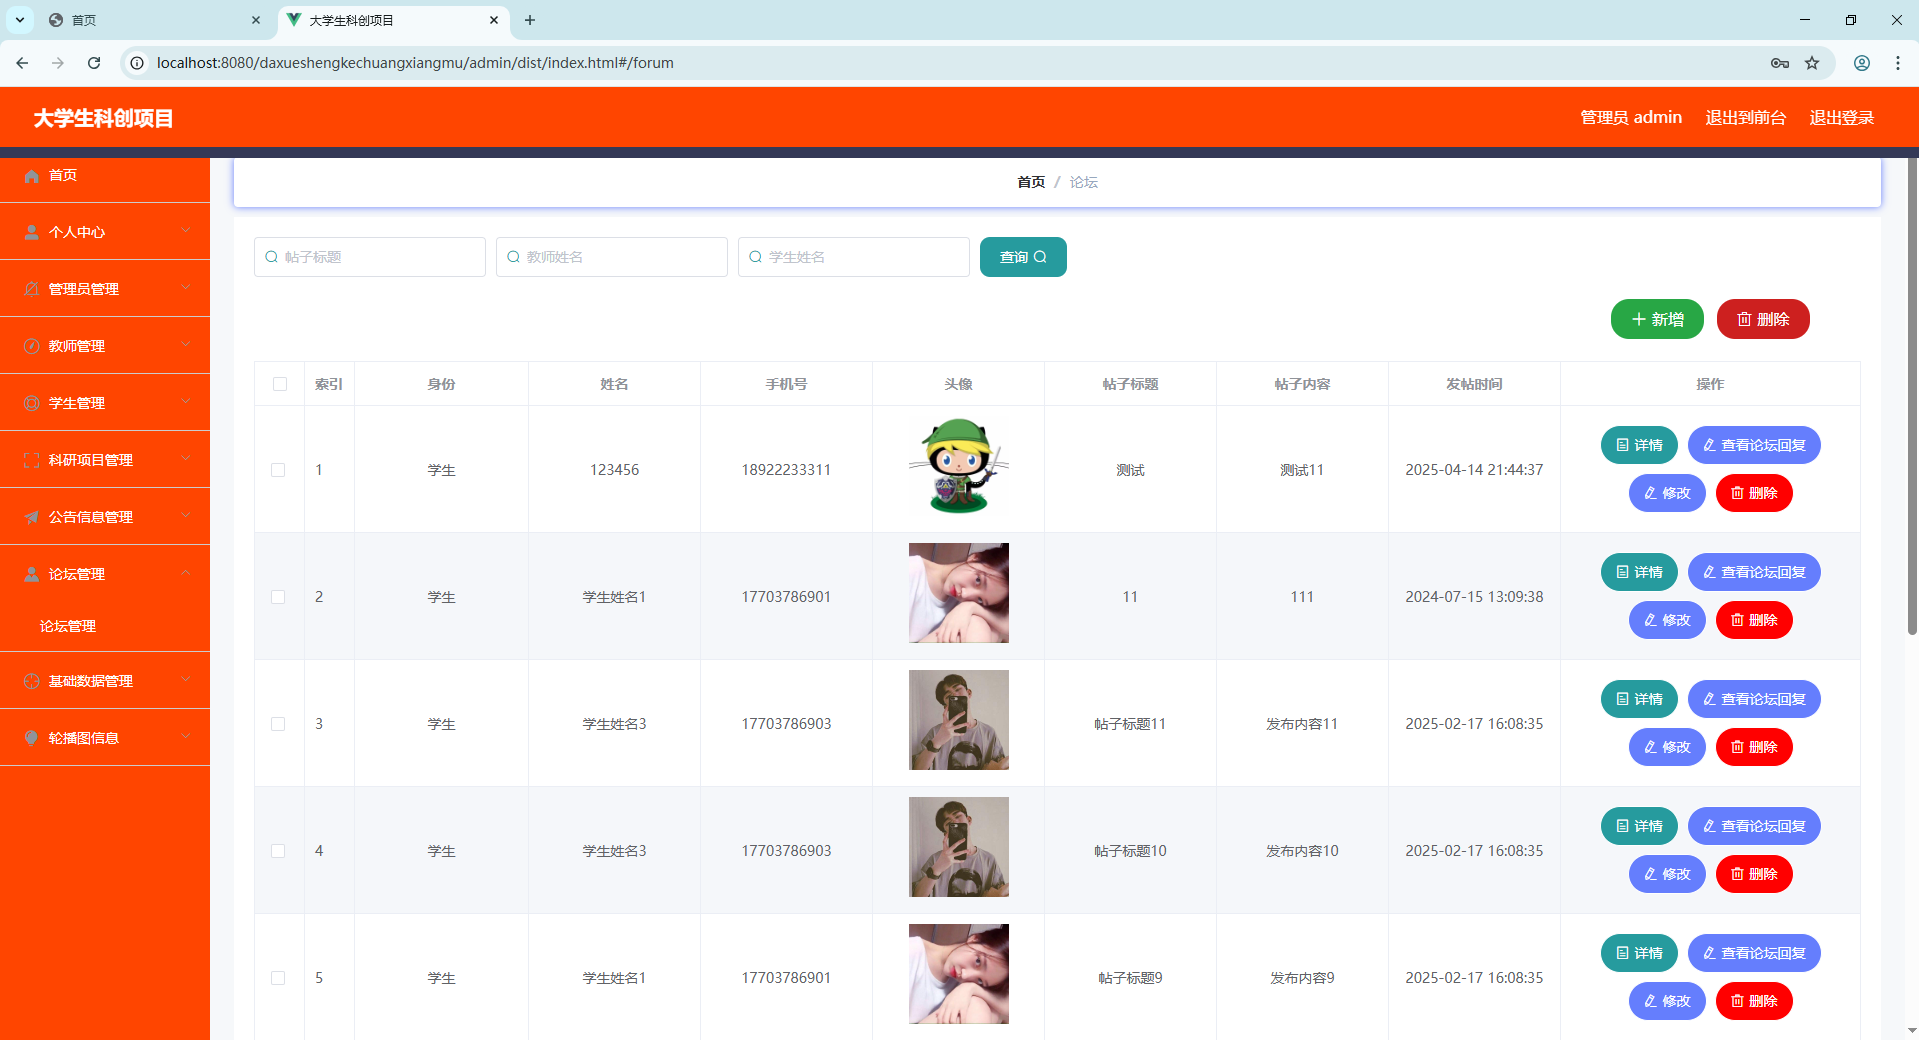 首页
大学生科创项目
localhost:8080/daxueshengkechuangxiangmu/admin/dist/index.html#/forum
大学生科创项目
管理员 admin 退出到前台 退出登录
首页
个人中心
管理员管理
教师管理
学生管理
科研项目管理
公告信息管理
论坛管理
论坛管理
基础数据管理
轮播图信息
首页 / 论坛
帖子标题 教师姓名 学生姓名 查询
新增 删除
索引 身份 姓名 手机号 头像 帖子标题 帖子内容 发帖时间 操作
1 学生 123456 18922233311 测试 测试11 2025-04-14 21:44:37 详情 查看论坛回复
修改 删除
2 学生 学生姓名1 17703786901 11 111 2024-07-15 13:09:38 详情 查看论坛回复
修改 删除
3 学生 学生姓名3 17703786903 帖子标题11 发布内容11 2025-02-17 16:08:35 详情 查看论坛回复
修改 删除
4 学生 学生姓名3 17703786903 帖子标题10 发布内容10 2025-02-17 16:08:35 详情 查看论坛回复
修改 删除
5 学生 学生姓名1 17703786901 帖子标题9 发布内容9 2025-02-17 16:08:35 详情 查看论坛回复
修改 删除